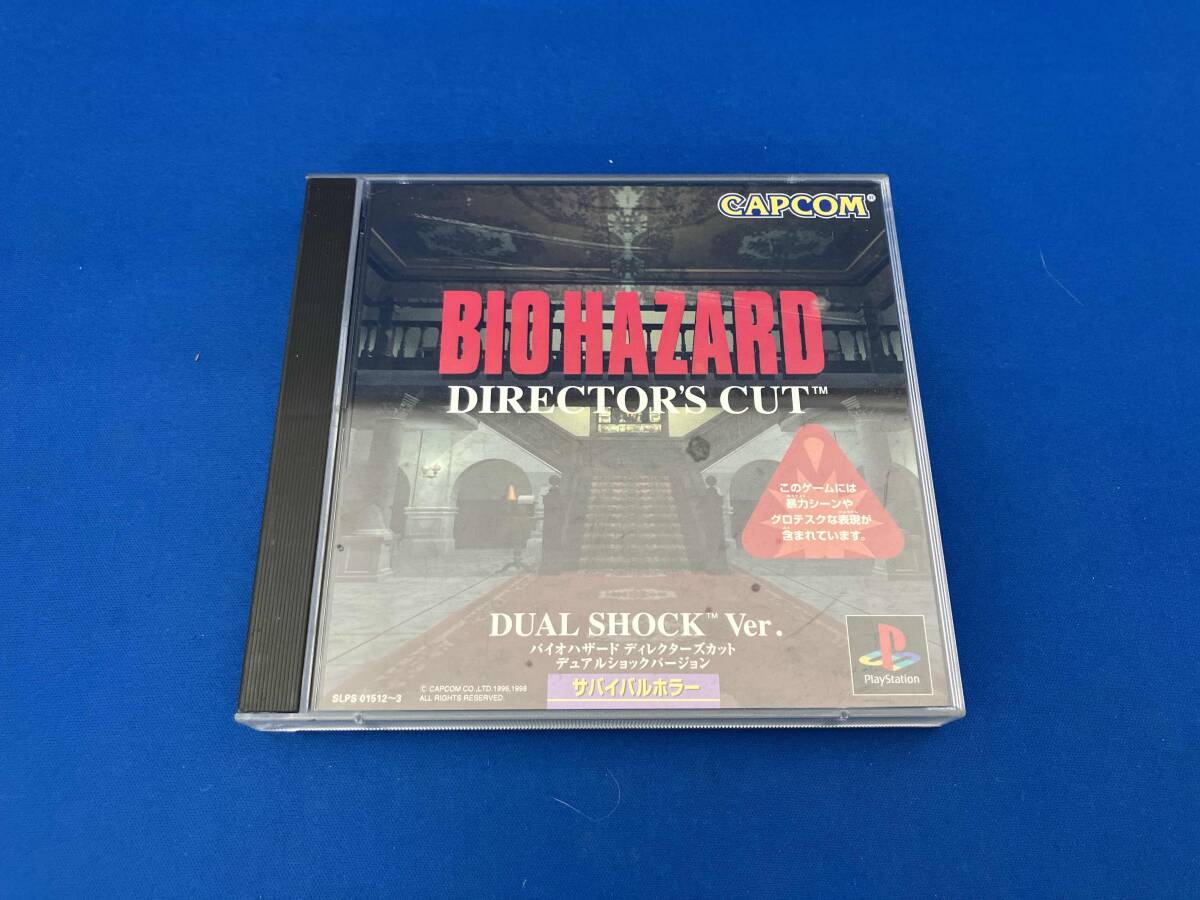 CAPCOM®
BIOHAZARD
DIRECTOR'S CUT™
このゲームには
暴力シーンや
グロテスクな表現が
含まれています。
DUAL SHOCK™ Ver.
バイオハザード ディレクターズカット
デュアルショックバージョン
サバイバルホラー
SLPS 01512〜3
© CAPCOM CO.,LTD.1996,1998
ALL RIGHTS RESERVED.
PlayStation